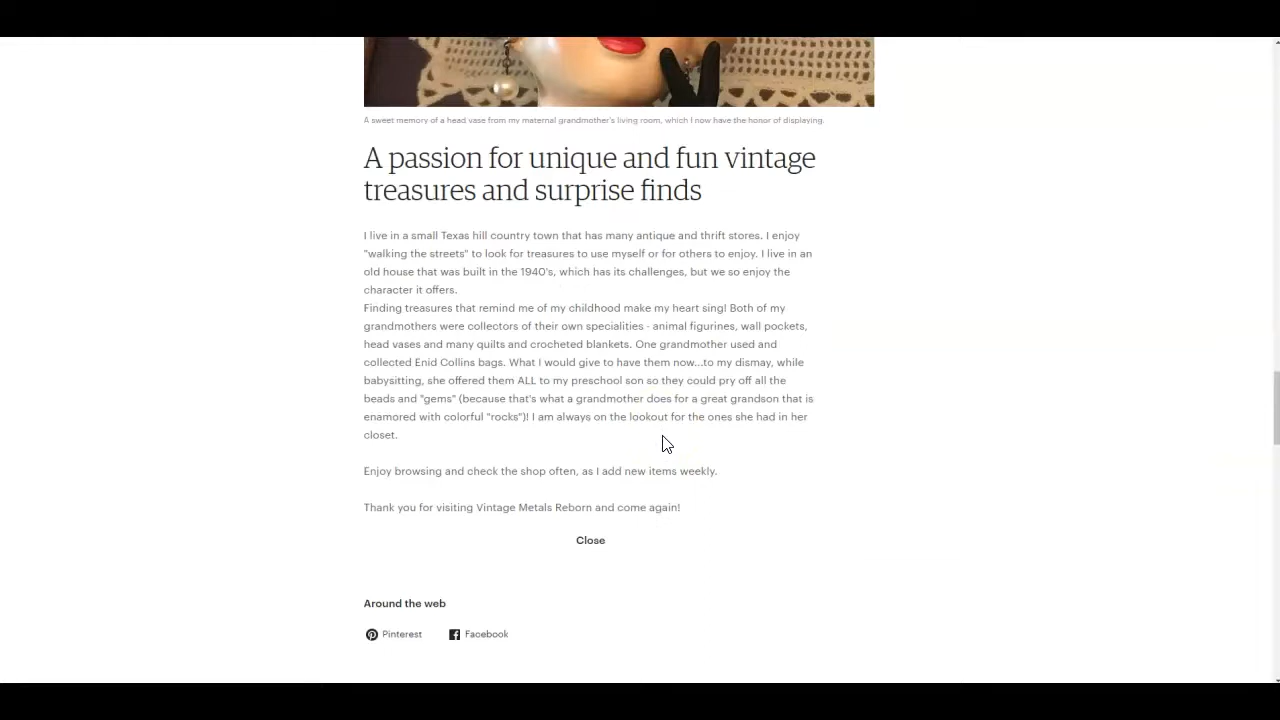 A sweet memory of a head vase from my maternal grandmother's living room, which I now have the honor of displaying.
A passion for unique and fun vintage
treasures and surprise finds
I live in a small Texas hill country town that has many antique and thrift stores. I enjoy
"walking the streets" to look for treasures to use myself or for others to enjoy. I live in an
old house that was built in the 1940's, which has its challenges, but we so enjoy the
character it offers.
Finding treasures that remind me of my childhood make my heart sing! Both of my
grandmothers were collectors of their own specialities - animal figurines, wall pockets,
head vases and many quilts and crocheted blankets. One grandmother used and
collected Enid Collins bags. What I would give to have them now...to my dismay, while
babysitting, she offered them ALL to my preschool son so they could pry off all the
beads and "gems" (because that's what a grandmother does for a great grandson that is
enamored with colorful "rocks")! I am always on the lookout for the ones she had in her
closet.
Enjoy browsing and check the shop often, as I add new items weekly.
Thank you for visiting Vintage Metals Reborn and come again!
Close
Around the web
Pinterest
Facebook